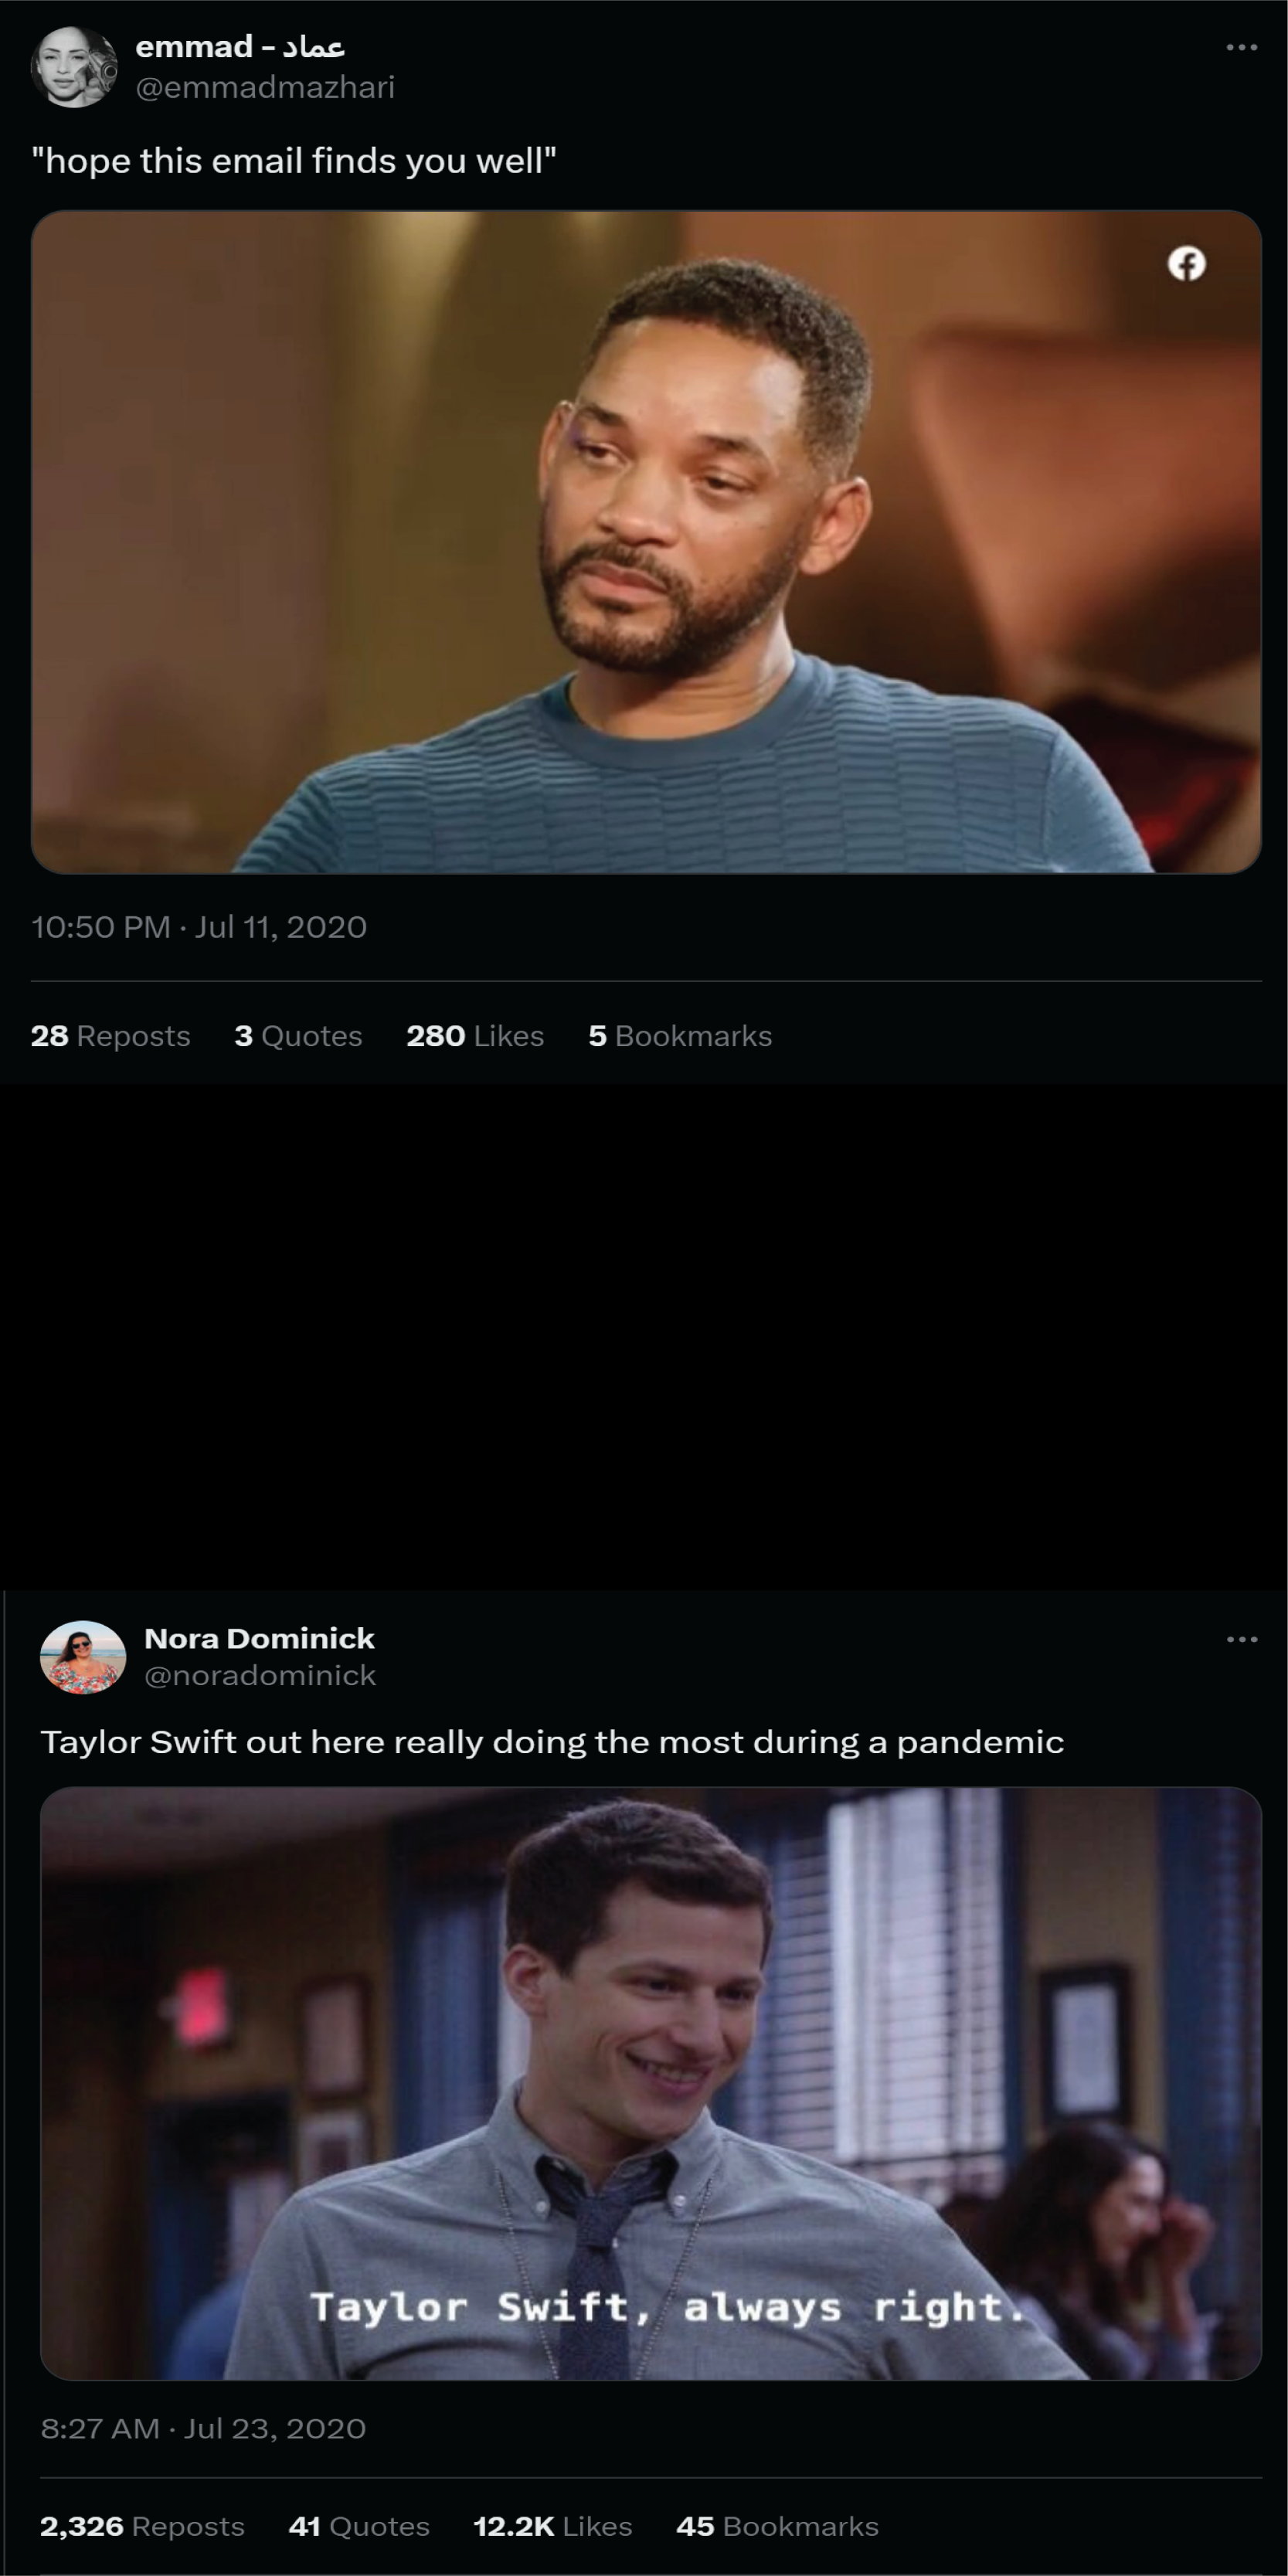 emmad - عماد
@emmadmazhari
"hope this email finds you well"
10:50 PM · Jul 11, 2020
28 Reposts 3 Quotes 280 Likes 5 Bookmarks
Nora Dominick
@noradominick
Taylor Swift out here really doing the most during a pandemic
Taylor Swift, always right.
8:27 AM · Jul 23, 2020
2,326 Reposts 41 Quotes 12.2K Likes 45 Bookmarks